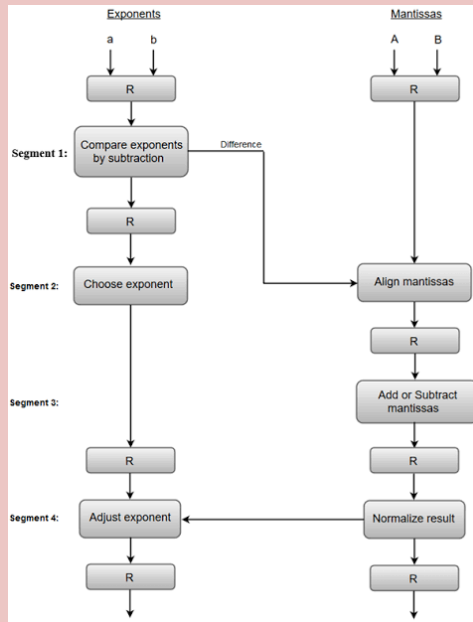 Exponents Mantissas
a b A B
R R
Segment 1: Compare exponents by subtraction Difference
R
Segment 2: Choose exponent Align mantissas
R
Segment 3: Add or Subtract mantissas
R R
Segment 4: Adjust exponent Normalize result
R R